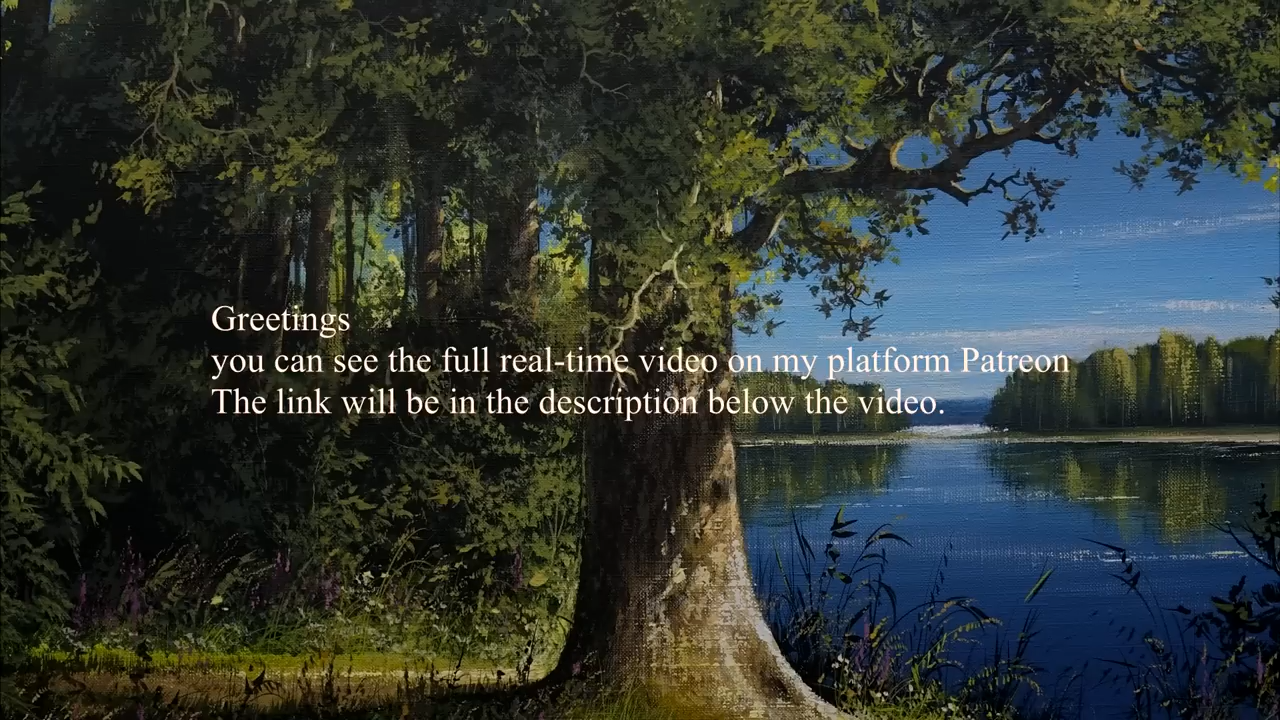 Greetings
you can see the full real-time video on my platform Patreon
The link will be in the description below the video.